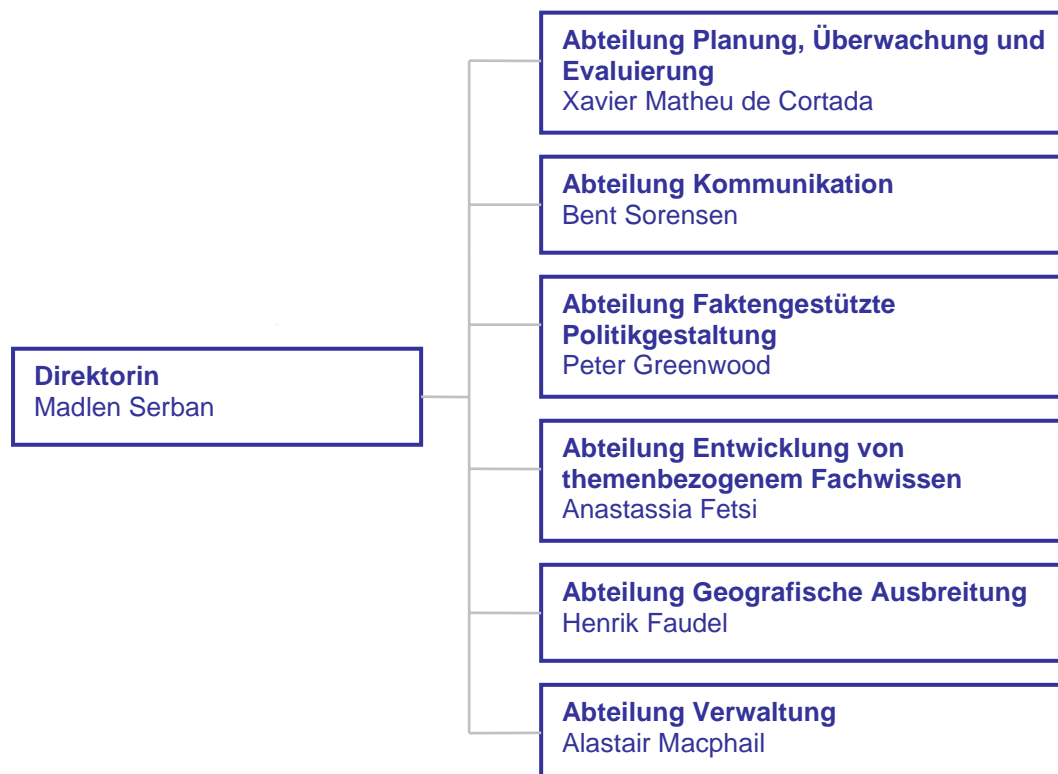 Abteilung Planung, Überwachung und
Evaluierung
Xavier Matheu de Cortada
Abteilung Kommunikation
Bent Sorensen
Abteilung Faktengestützte
Politikgestaltung
Peter Greenwood
Direktorin
Madlen Serban
Abteilung Entwicklung von
themenbezogenem Fachwissen
Anastassia Fetsi
Abteilung Geografische Ausbreitung
Henrik Faudel
Abteilung Verwaltung
Alastair Macphail